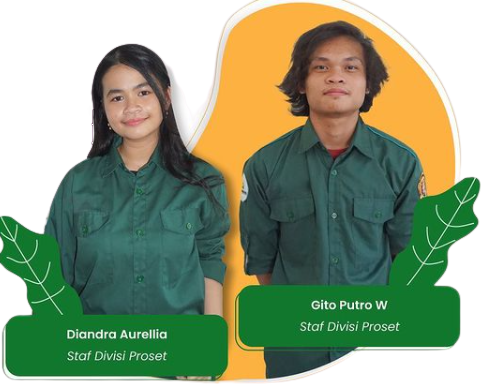 Diandra Aurellia
Staf Divisi Proset
Gito Putro W
Staf Divisi Proset